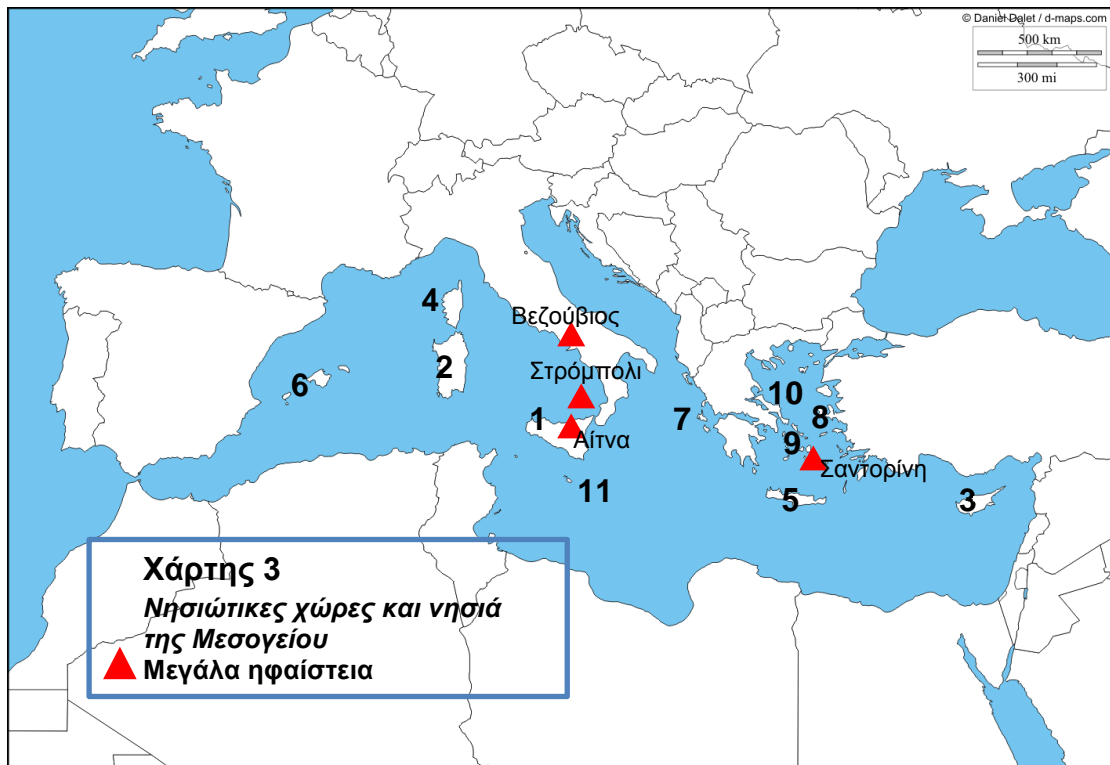 © Daniel Dalet / d-maps.com
500 km
300 mi
4
Βεζούβιος
2
Στρόμπολι
6
10
1
7
8
Αίτνα
9
Σαντορίνη
11
5
3
Χάρτης 3
Νησιώτικες χώρες και νησιά
της Μεσογείου
Μεγάλα ηφαίστεια